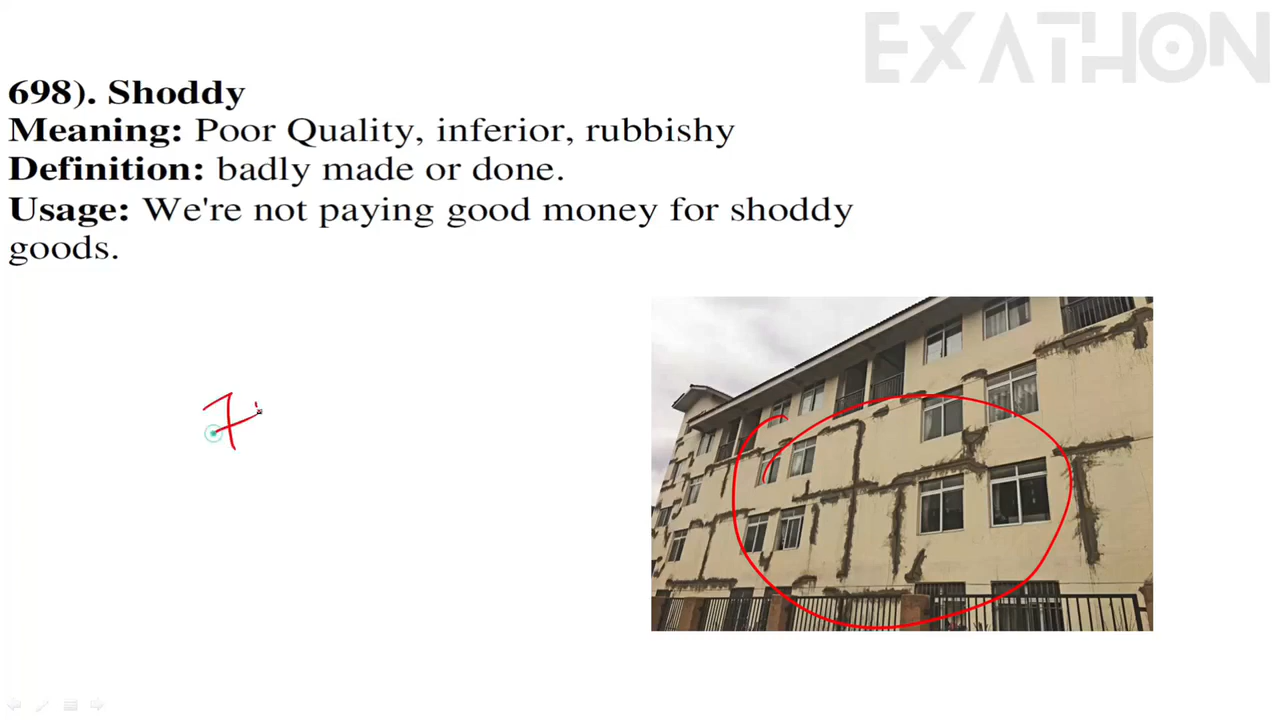 EXATHON
698). Shoddy
Meaning: Poor Quality, inferior, rubbishy
Definition: badly made or done.
Usage: We're not paying good money for shoddy
goods.